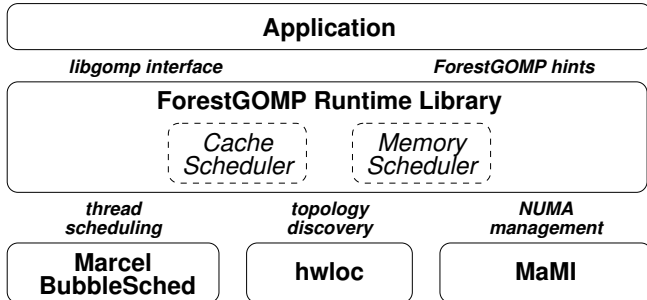 Application
libgomp interface ForestGOMP hints
ForestGOMP Runtime Library
Cache Memory
Scheduler Scheduler
thread topology NUMA
scheduling discovery management
Marcel
BubbleSched hwloc MaMI